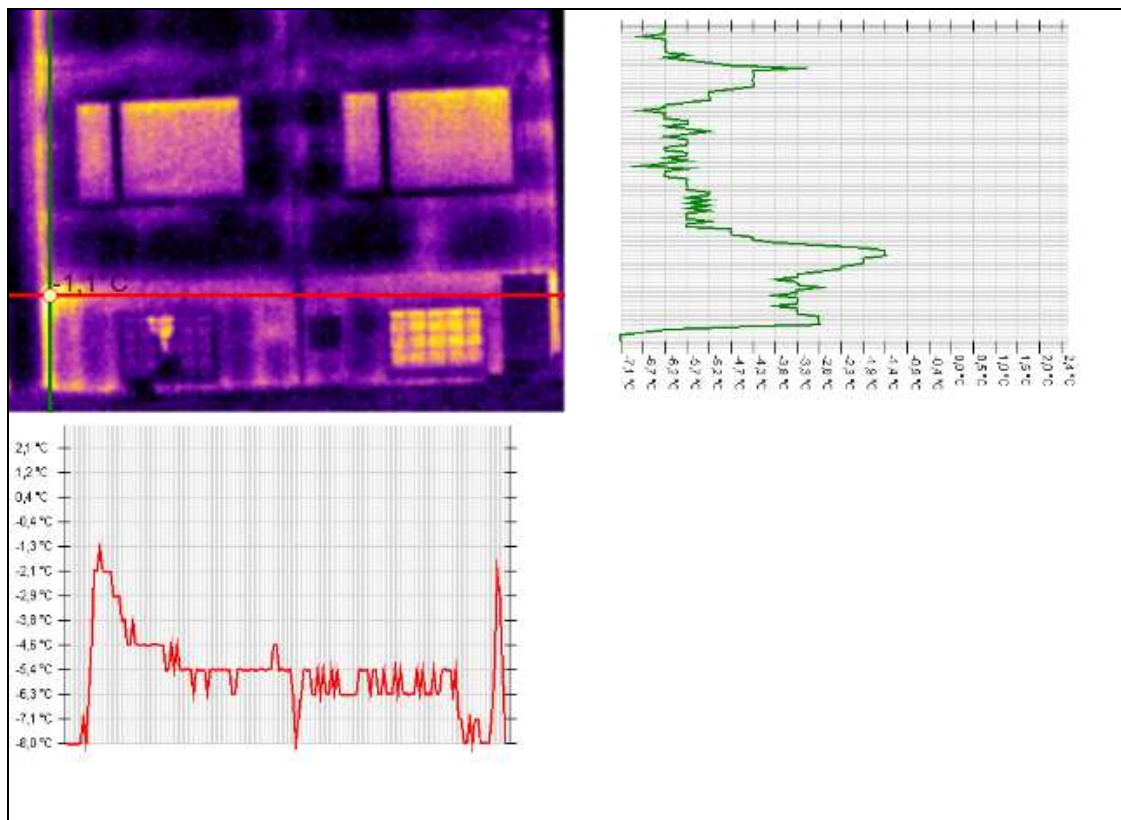 -1,1 °C
-7,1 °C
-6,7 °C
-6,2 °C
-5,7 °C
-5,2 °C
-4,7 °C
-4,2 °C
-3,8 °C
-3,3 °C
-2,8 °C
-2,3 °C
-1,9 °C
-1,4 °C
-0,9 °C
-0,5 °C
0,0 °C
0,5 °C
1,0 °C
1,5 °C
2,0 °C
2,4 °C
2,1 °C
1,2 °C
0,4 °C
-0,4 °C
-1,3 °C
-2,1 °C
-2,9 °C
-3,8 °C
-4,6 °C
-5,4 °C
-6,3 °C
-7,1 °C
-8,0 °C